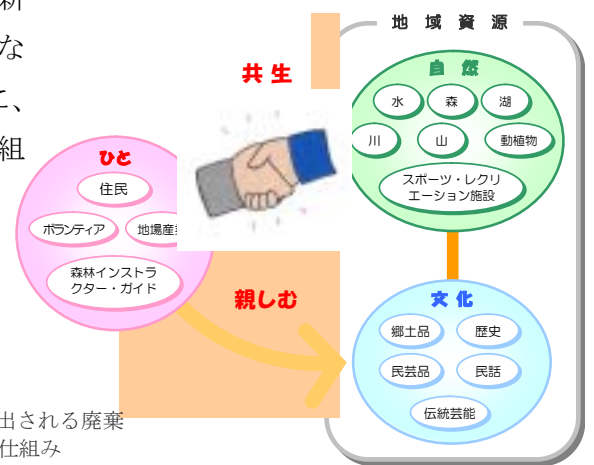 新
な
に、
組
地域資源
自然
水
森
湖
川
山
動植物
スポーツ・レクリ
エーション施設
共生
ひと
住民
ボランティア
地場産
森林インストラ
クター・ガイド
親しむ
文化
郷土品
歴史
民芸品
民話
伝統芸能
出される廃棄
仕組み